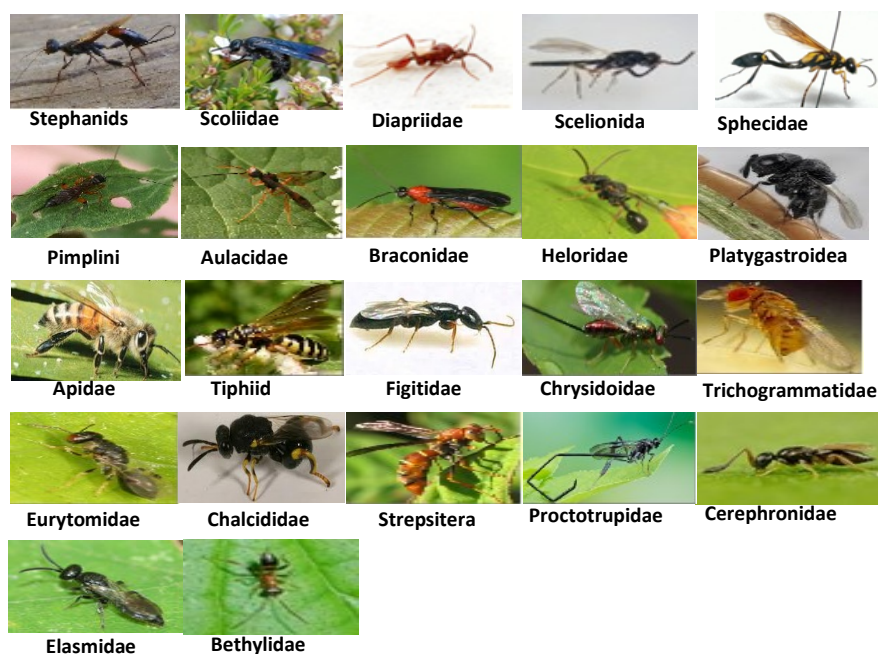 Stephanids
Scoliidae
Diapriidae
Scelionida
Sphecidae
Pimplini
Aulacidae
Braconidae
Heloridae
Platygastroidea
Apidae
Tiphiid
Figitidae
Chrysidoidae
Trichogrammatidae
Eurytomidae
Chalcididae
Strepsitera
Proctotrupidae
Cerephronidae
Elasmidae
Bethylidae